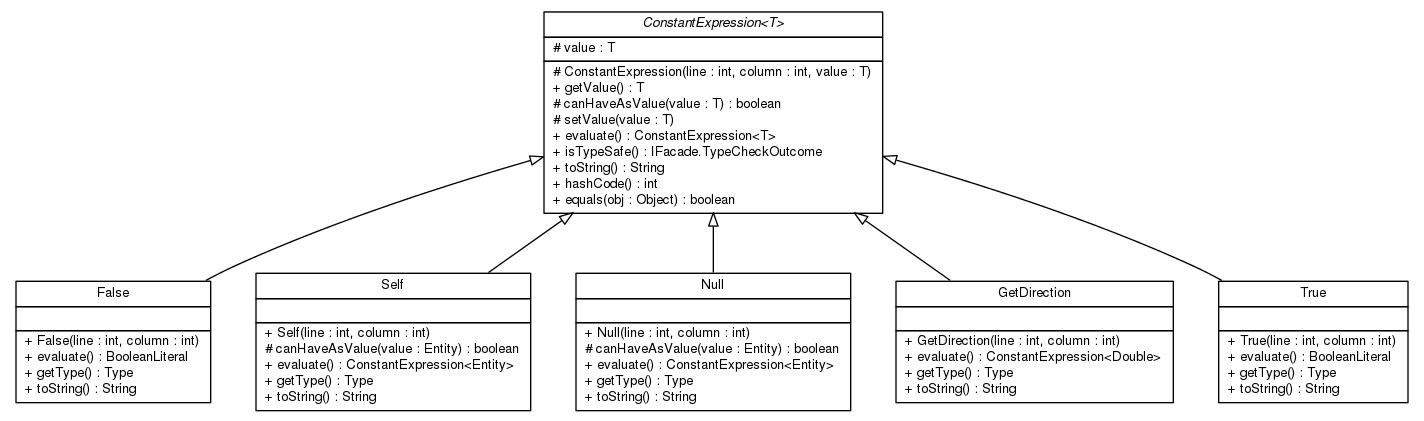 ConstantExpression<T>
# value : T
# ConstantExpression(line : int, column : int, value : T)
+ getValue() : T
# canHaveAsValue(value : T) : boolean
# setValue(value : T)
+ evaluate() : ConstantExpression<T>
+ isTypeSafe() : IFacade.TypeCheckOutcome
+ toString() : String
+ hashCode() : int
+ equals(obj : Object) : boolean
False
+ False(line : int, column : int)
+ evaluate() : BooleanLiteral
+ getType() : Type
+ toString() : String
Self
+ Self(line : int, column : int)
# canHaveAsValue(value : Entity) : boolean
+ evaluate() : ConstantExpression<Entity>
+ getType() : Type
+ toString() : String
Null
+ Null(line : int, column : int)
# canHaveAsValue(value : Entity) : boolean
+ evaluate() : ConstantExpression<Entity>
+ getType() : Type
+ toString() : String
GetDirection
+ GetDirection(line : int, column : int)
+ evaluate() : ConstantExpression<Double>
+ getType() : Type
+ toString() : String
True
+ True(line : int, column : int)
+ evaluate() : BooleanLiteral
+ getType() : Type
+ toString() : String